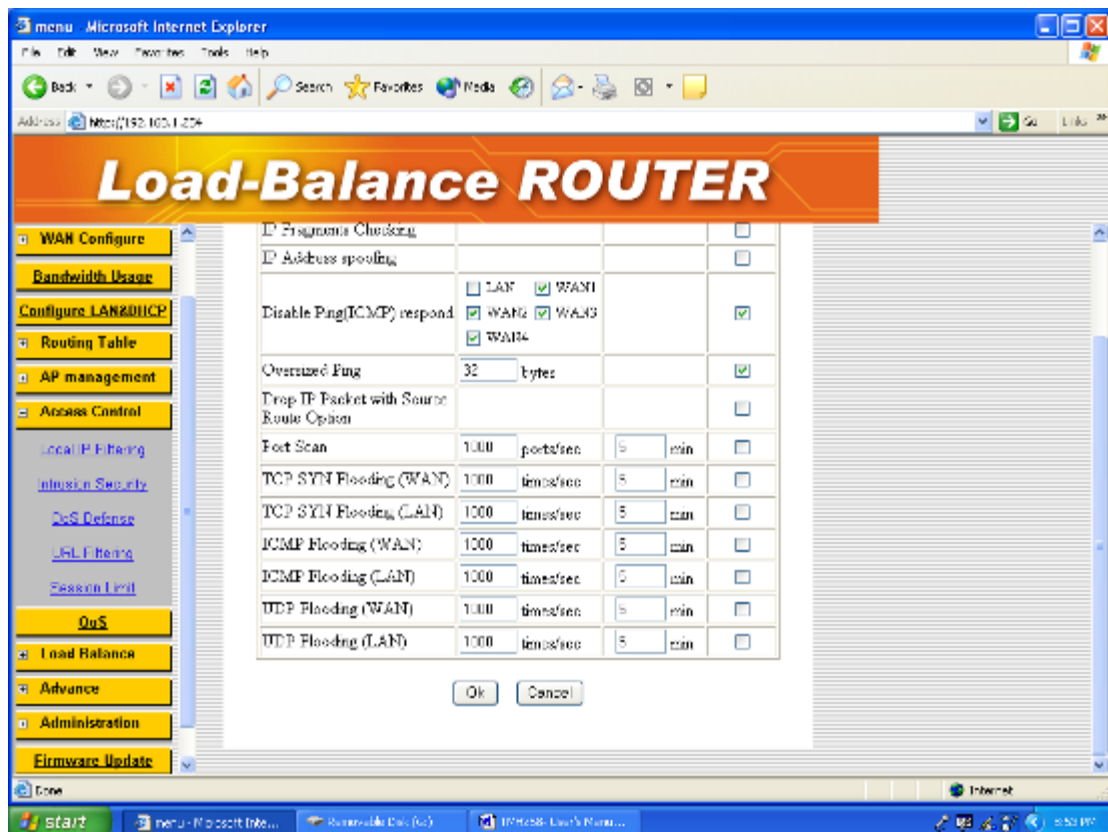 menu - Microsoft Internet Explorer
File Edit View Favorites Tools Help
Back Search Favorites Media
Address Go Links
Load-Balance ROUTER
WAN Configure
Bandwidth Usage
Configure LAN&DHCP
Routing Table
AP management
Access Control
Local IP Filtering
Intrusion Security
DoS Defense
URL Filtering
Session Limit
QoS
Load Balance
Advance
Administration
Firmware Update
IP Fragments Checking
IP Address spoofing
Disable Ping(ICMP) respond LAN WAN1 WAN2 WAN3 WAN4
Oversized Ping 32 bytes
Drop IP Packet with Source Route Option
Port Scan 1000 ports/sec 5 min
TCP SYN Flooding (WAN) 1000 times/sec 5 min
TCP SYN Flooding (LAN) 1000 times/sec 5 min
ICMP Flooding (WAN) 1000 times/sec 5 min
ICMP Flooding (LAN) 1000 times/sec 5 min
UDP Flooding (WAN) 1000 times/sec 5 min
UDP Flooding (LAN) 1000 times/sec 5 min
Ok Cancel
Done Internet
start menu - Microsoft Inte... Removable Disk User's Manu...